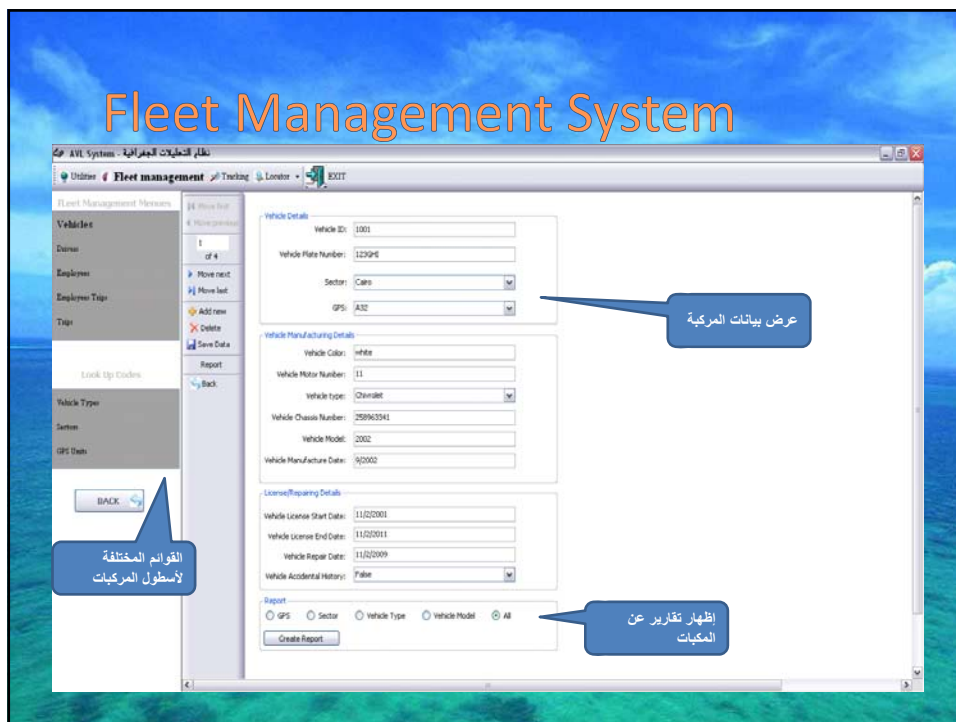 Fleet Management System
AVL System - نظام التحليلات الجغرافية
Utilities Fleet management Tracking Locator EXIT
Fleet Management Menues
Vehicles
Drivers
Employees
Employees Trips
Trips
Look Up Codes
Vehicle Types
Sectors
GPS Units
BACK
القوائم المختلفة
لأسطول المركبات
Move first
Move previous
1
of 4
Move next
Move last
Add new
Delete
Save Data
Report
Back
Vehicle Details
Vehicle ID: 1001
Vehicle Plate Number: 123GHI
Sector: Cairo
GPS: A32
عرض بيانات المركبة
Vehicle Manufacturing Details
Vehicle Color: white
Vehicle Motor Number: 11
Vehicle type: Chivrolet
Vehicle Chassis Number: 258963341
Vehicle Model: 2002
Vehicle Manufacture Date: 9/2002
License/Repairing Details
Vehicle License Start Date: 11/2/2001
Vehicle License End Date: 11/2/2011
Vehicle Repair Date: 11/2/2009
Vehicle Accidental History: False
Report
GPS Sector Vehicle Type Vehicle Model All
Create Report
إظهار تقارير عن
المكبات